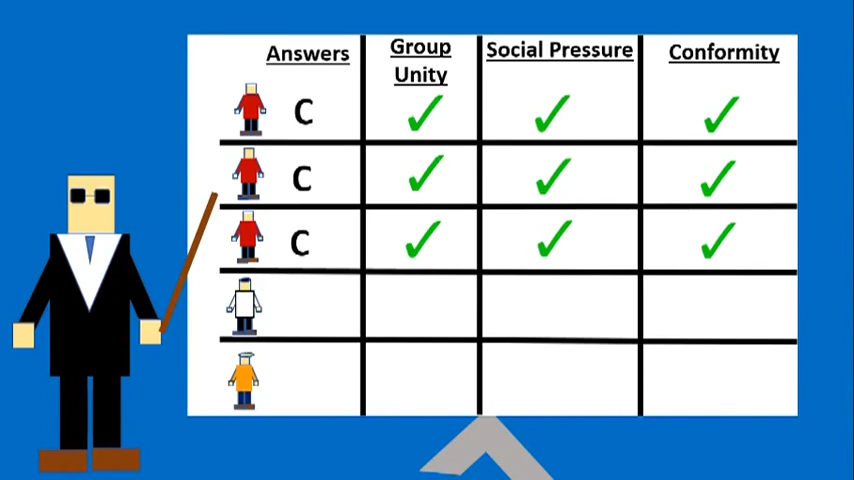 Answers
Group
Unity
Social Pressure
Conformity
C
C
C